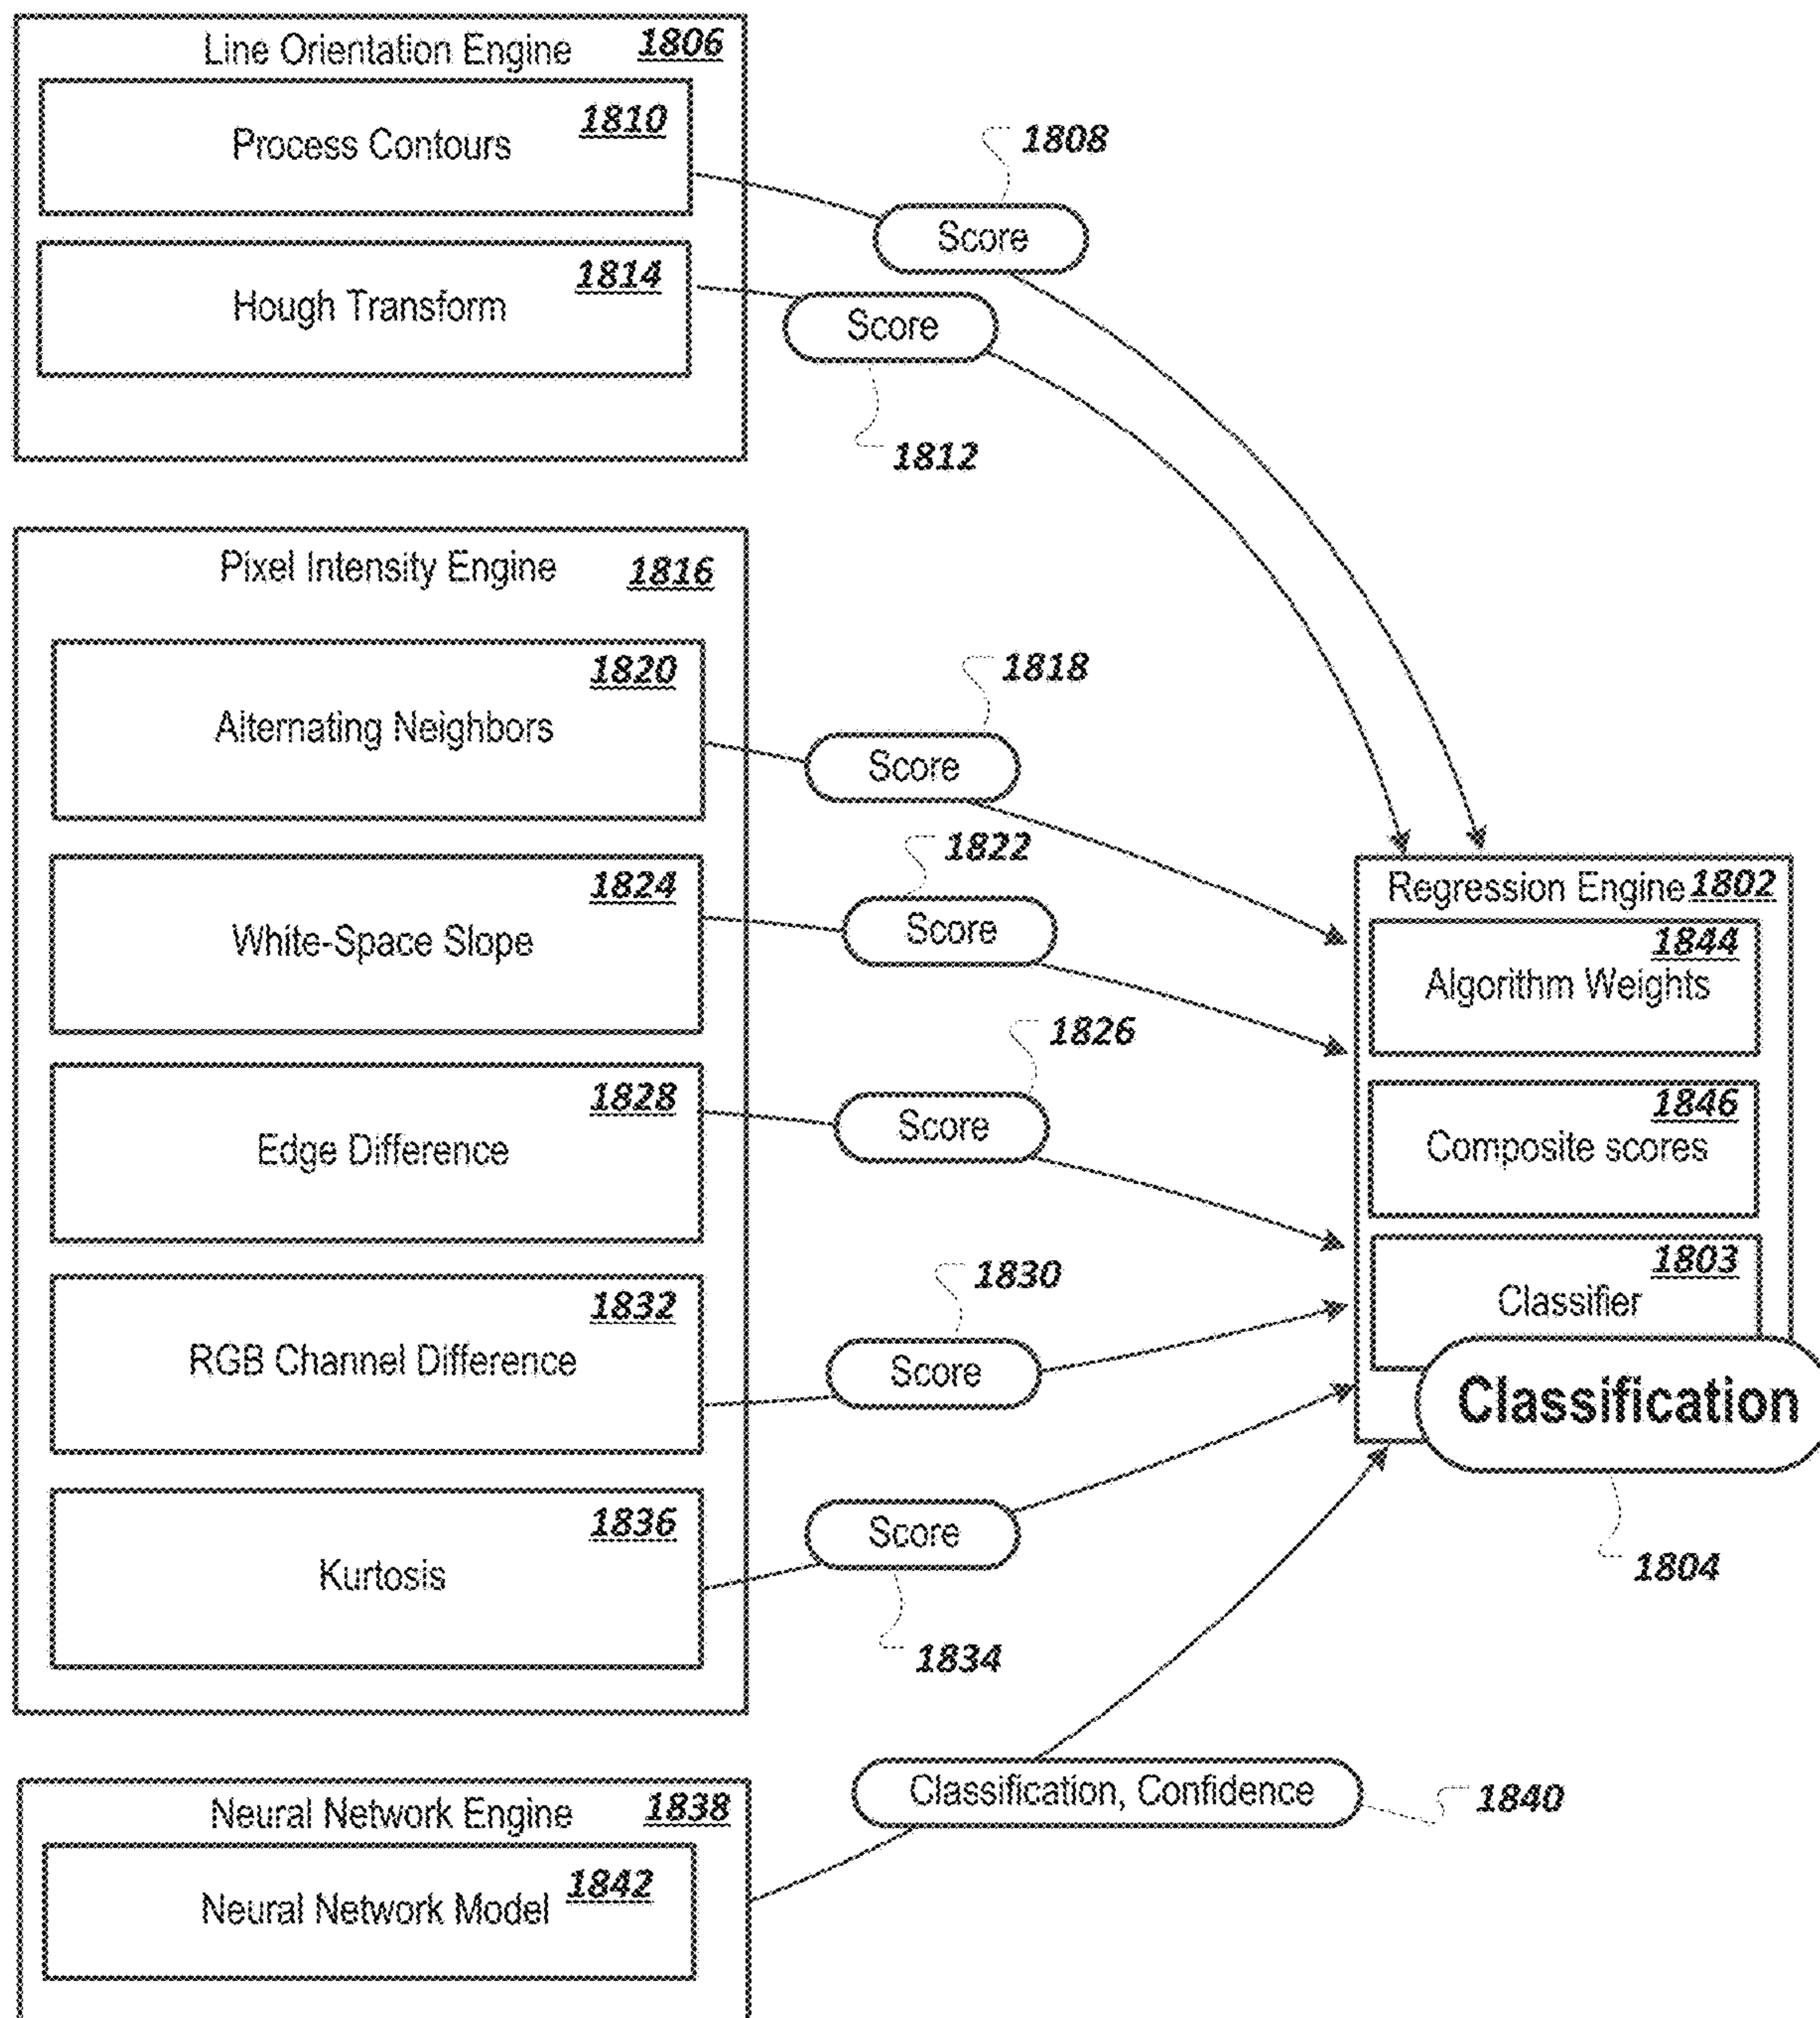 Line Orientation Engine 1806
1810
Process Contours
1808
Score
1814
Hough Transform
Score
1812
Pixel Intensity Engine 1816
1820
Alternating Neighbors
1818
Score
1822
1824
White-Space Slope
Score
1826
1828
Edge Difference
Score
1830
1832
RGB Channel Difference
Score
1836
Kurtosis
Score
1834
Regression Engine 1802
1844
Algorithm Weights
1846
Composite scores
1803
Classifier
Classification
1804
Neural Network Engine 1838
Classification, Confidence
1840
1842
Neural Network Model